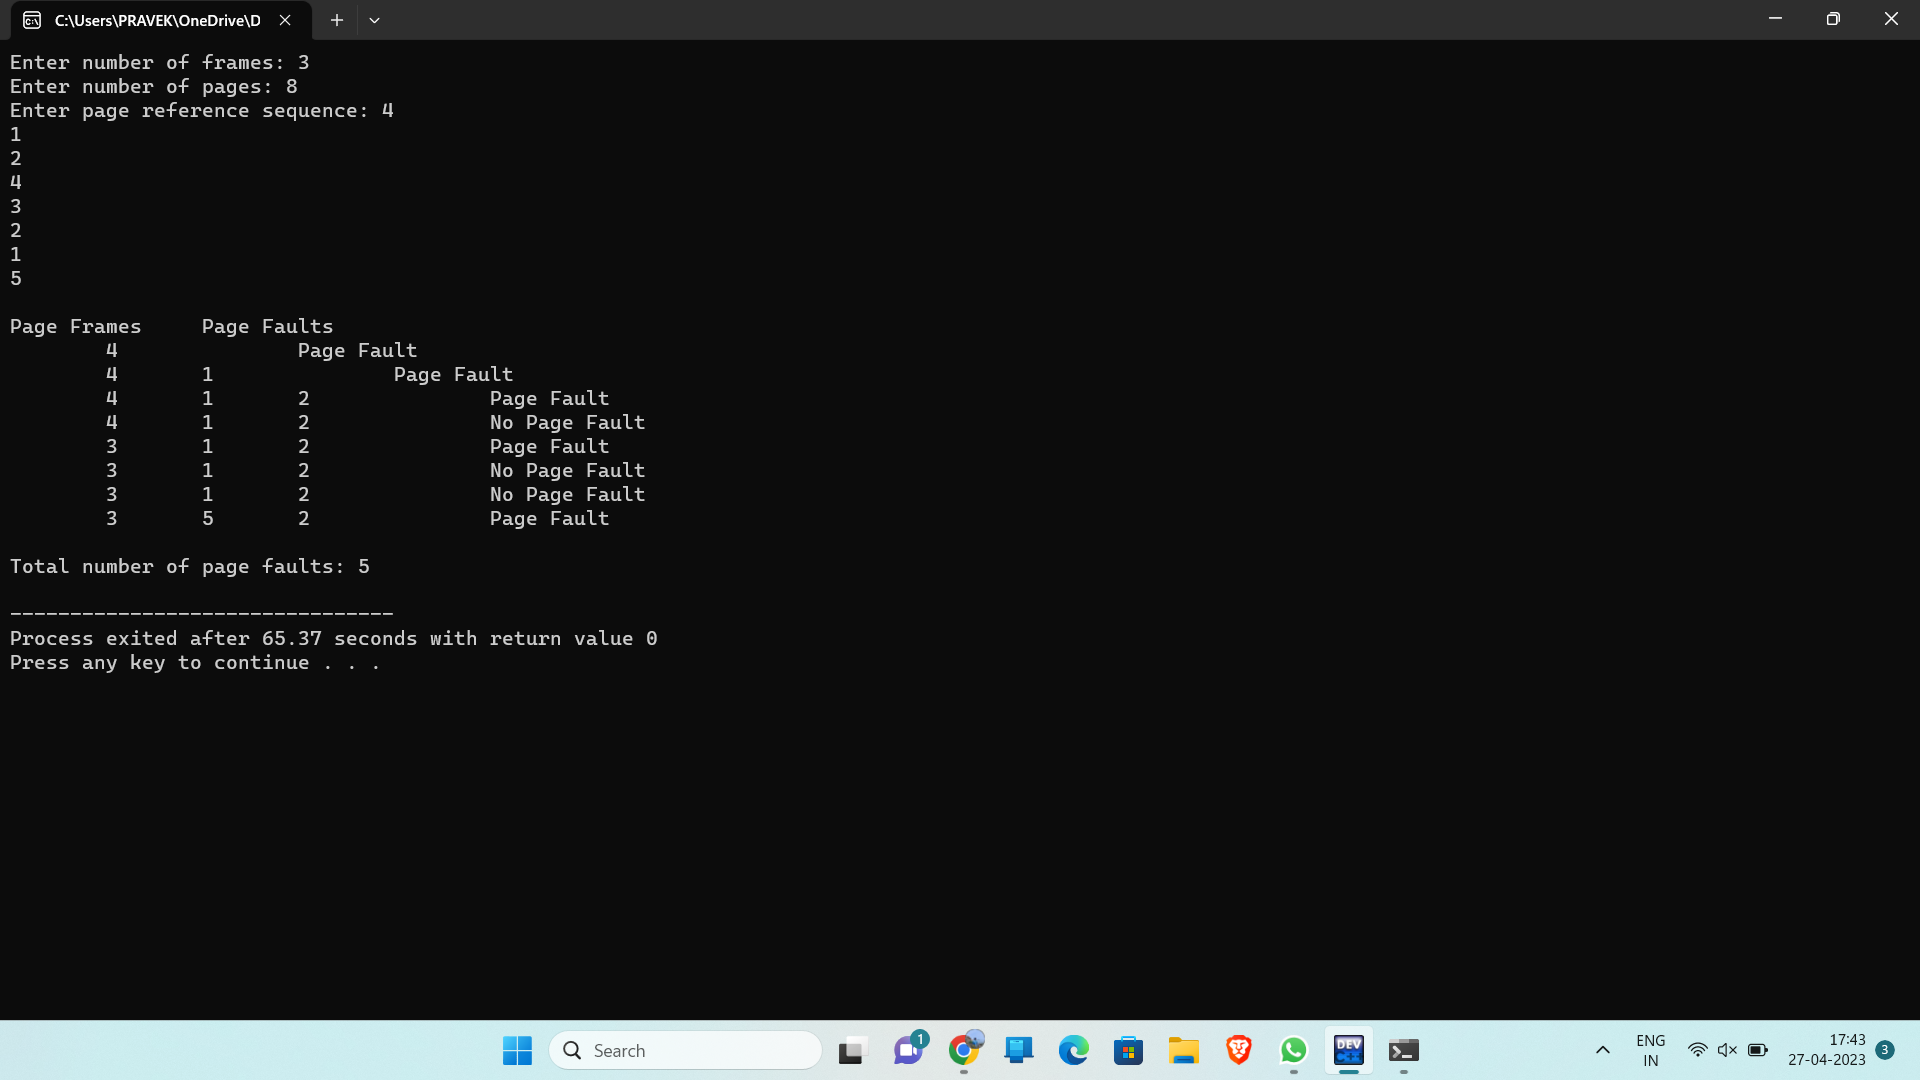 C:\Users\PRAVEK\OneDrive\D
Enter number of frames: 3
Enter number of pages: 8
Enter page reference sequence: 4
1
2
4
3
2
1
5
Page Frames Page Faults
4 Page Fault
4 1 Page Fault
4 1 2 Page Fault
4 1 2 No Page Fault
3 1 2 Page Fault
3 1 2 No Page Fault
3 1 2 No Page Fault
3 5 2 Page Fault
Total number of page faults: 5
--------------------------------
Process exited after 65.37 seconds with return value 0
Press any key to continue . . .
Search
1
DEV
C++
ENG
IN
17:43
27-04-2023
3